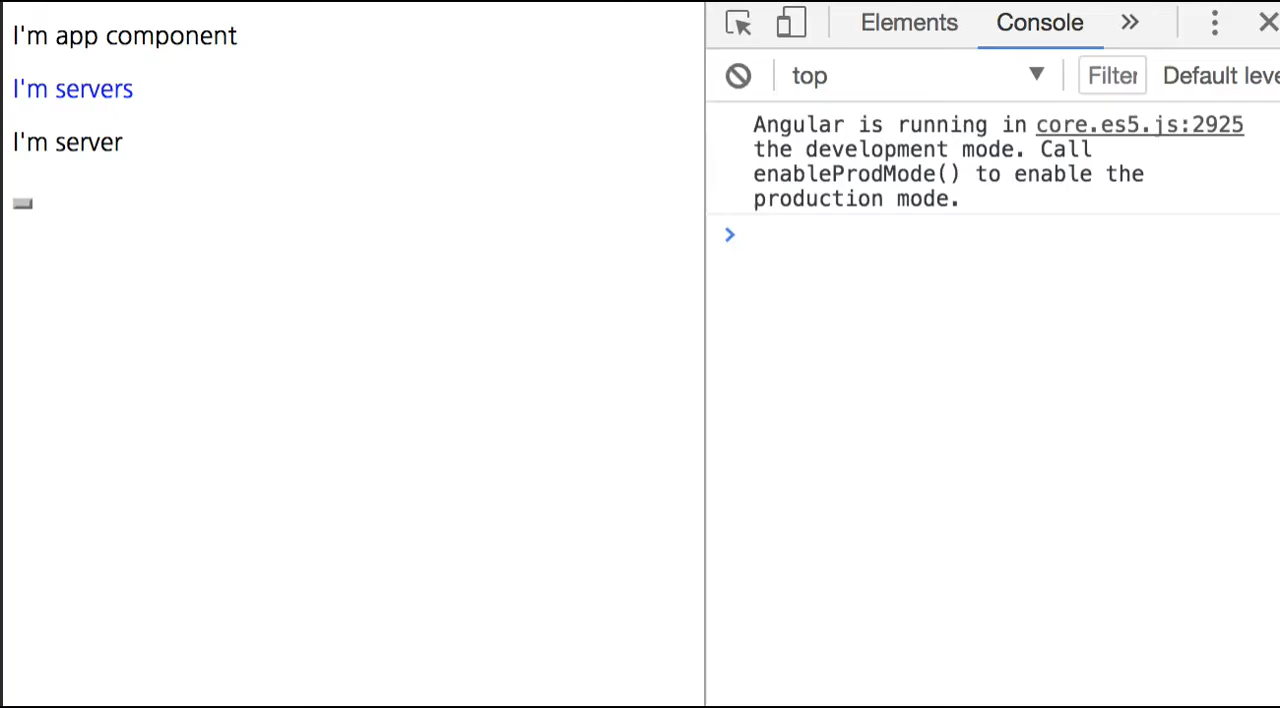 I'm app component
I'm servers
I'm server
Elements Console
top Filter Default leve
Angular is running in core.es5.js:2925
the development mode. Call
enableProdMode() to enable the
production mode.